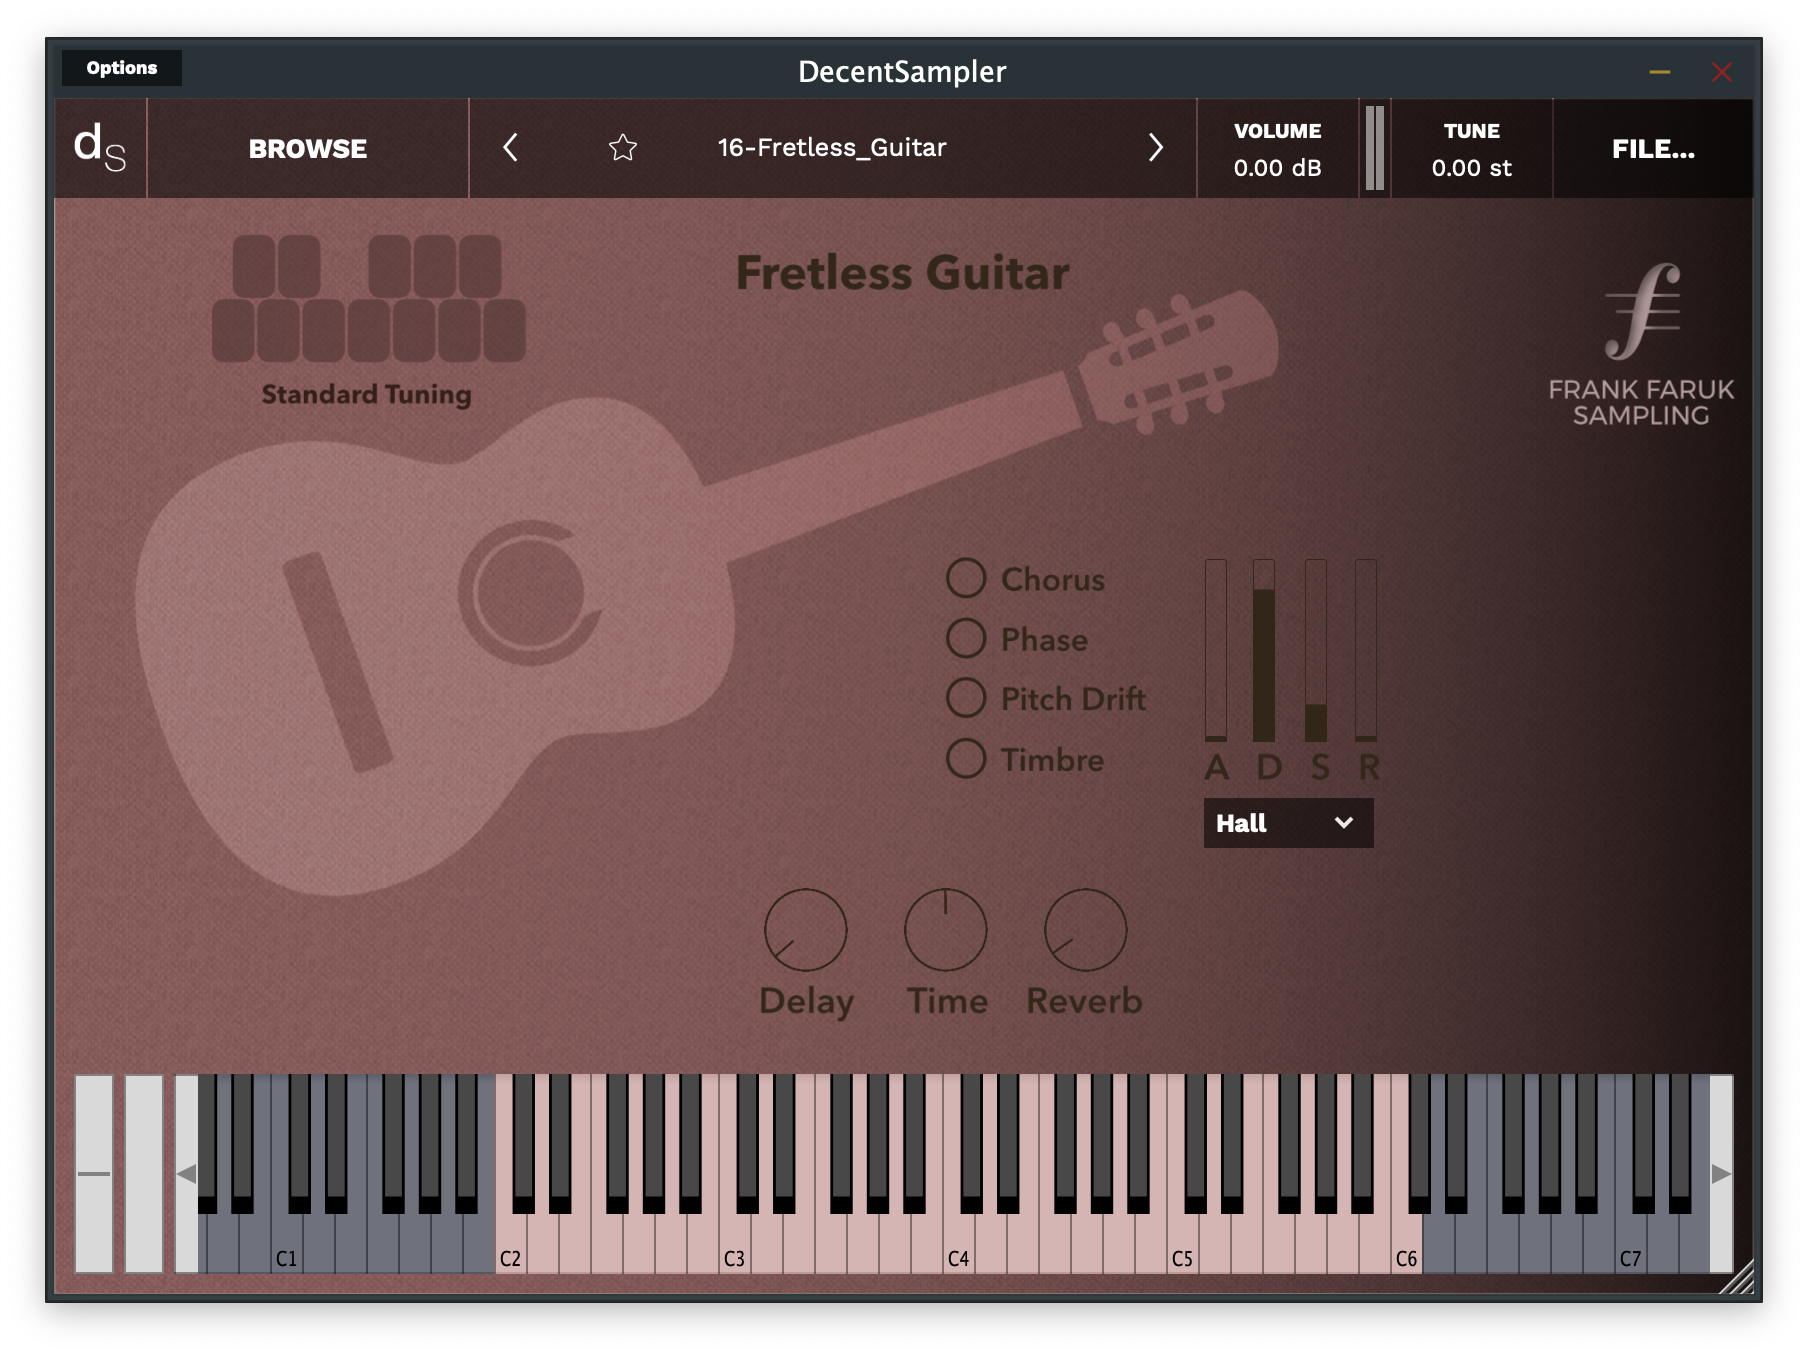 Options
DecentSampler
ds
BROWSE
16-Fretless_Guitar
VOLUME
0.00 dB
TUNE
0.00 st
FILE...
Fretless Guitar
Standard Tuning
FRANK FARUK
SAMPLING
Chorus
Phase
Pitch Drift
Timbre
A D S R
Hall
Delay Time Reverb
C1 C2 C3 C4 C5 C6 C7